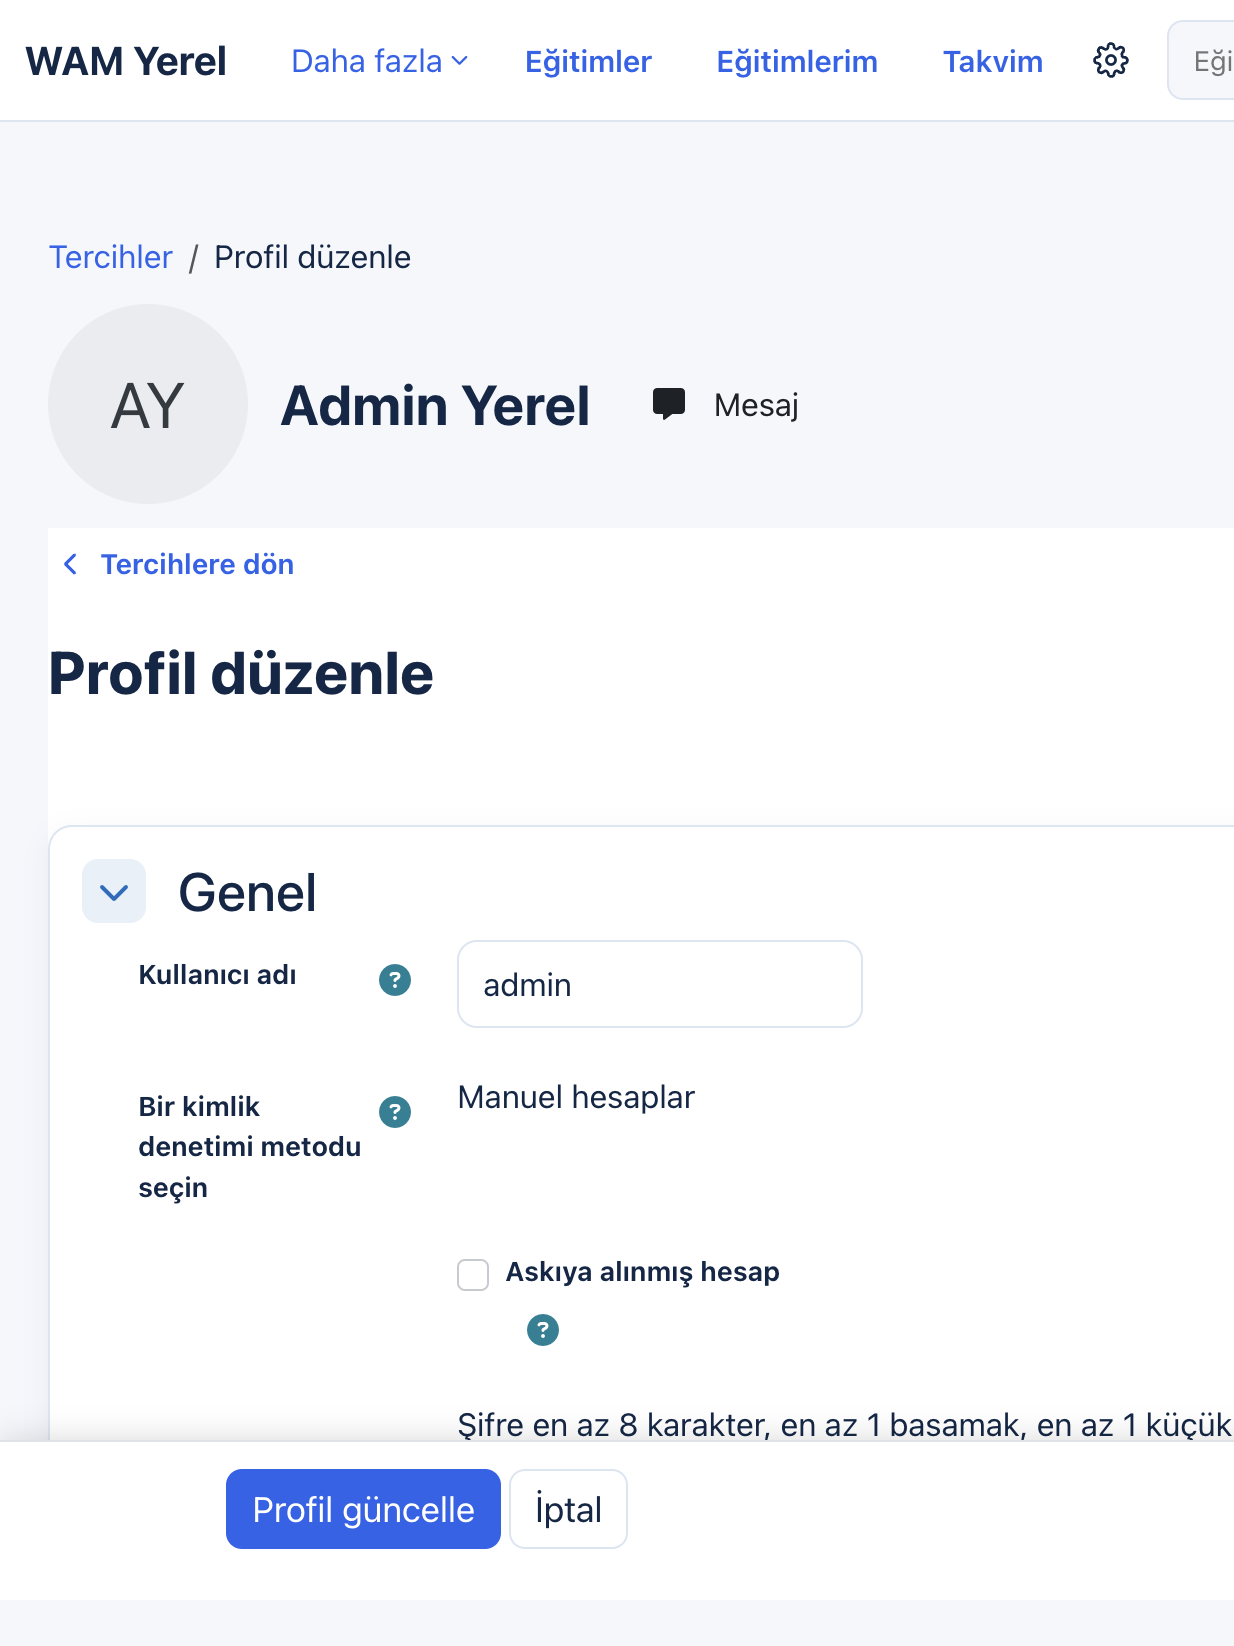 WAM Yerel Daha fazla Eğitimler Eğitimlerim Takvim Eği
Tercihler / Profil düzenle
AY
Admin Yerel Mesaj
Tercihlere dön
Profil düzenle
Genel
Kullanıcı adı ? admin
Bir kimlik denetimi metodu seçin ? Manuel hesaplar
Askıya alınmış hesap
?
Şifre en az 8 karakter, en az 1 basamak, en az 1 küçük
Profil güncelle İptal